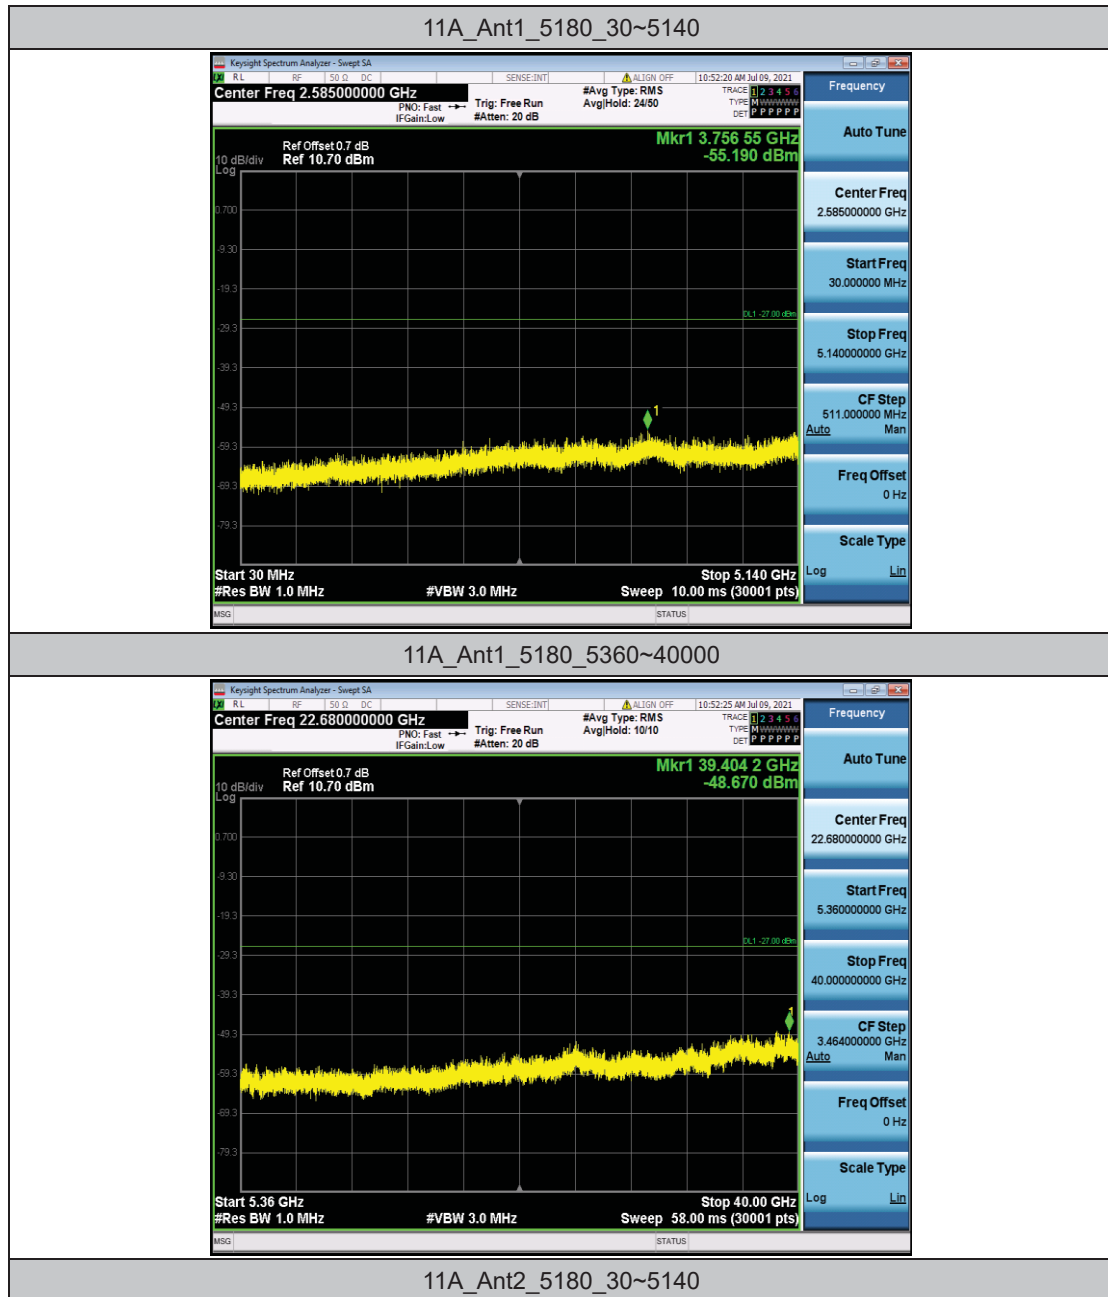 11A_Ant1_5180_30~5140
Keysight Spectrum Analyzer - Swept SA
RL RF 50 Ω DC SENSE:INT ALIGN OFF 10:52:20 AM Jul 09, 2021
Center Freq 2.585000000 GHz
PNO: Fast
IFGain:Low
Trig: Free Run
#Atten: 20 dB
#Avg Type: RMS
Avg|Hold: 24/50
TRACE 1 2 3 4 5 6
TYPE M WWWWW
DET P P P P P P
Frequency
Auto Tune
Center Freq
2.585000000 GHz
Start Freq
30.000000 MHz
Stop Freq
5.140000000 GHz
CF Step
511.000000 MHz
Auto Man
Freq Offset
0 Hz
Scale Type
Log Lin
Mkr1 3.756 55 GHz
-55.190 dBm
Ref Offset 0.7 dB
10 dB/div Ref 10.70 dBm
Log
0.700
-9.30
-19.3
DL1 -27.00 dBm
-29.3
-39.3
-49.3
1
-59.3
-69.3
-79.3
Start 30 MHz Stop 5.140 GHz
#Res BW 1.0 MHz #VBW 3.0 MHz Sweep 10.00 ms (30001 pts)
MSG STATUS
11A_Ant1_5180_5360~40000
Keysight Spectrum Analyzer - Swept SA
RL RF 50 Ω DC SENSE:INT ALIGN OFF 10:52:25 AM Jul 09, 2021
Center Freq 22.680000000 GHz
PNO: Fast
IFGain:Low
Trig: Free Run
#Atten: 20 dB
#Avg Type: RMS
Avg|Hold: 10/10
TRACE 1 2 3 4 5 6
TYPE M WWWWW
DET P P P P P P
Frequency
Auto Tune
Center Freq
22.680000000 GHz
Start Freq
5.360000000 GHz
Stop Freq
40.000000000 GHz
CF Step
3.464000000 GHz
Auto Man
Freq Offset
0 Hz
Scale Type
Log Lin
Mkr1 39.404 2 GHz
-48.670 dBm
Ref Offset 0.7 dB
10 dB/div Ref 10.70 dBm
Log
0.700
-9.30
-19.3
DL1 -27.00 dBm
-29.3
-39.3
1
-49.3
-59.3
-69.3
-79.3
Start 5.36 GHz Stop 40.00 GHz
#Res BW 1.0 MHz #VBW 3.0 MHz Sweep 58.00 ms (30001 pts)
MSG STATUS
11A_Ant2_5180_30~5140